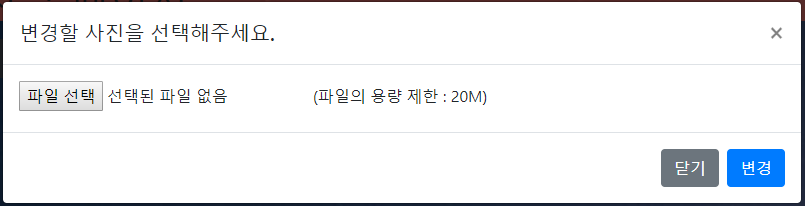 변경할 사진을 선택해주세요.
×
파일 선택 선택된 파일 없음 (파일의 용량 제한 : 20M)
닫기 변경